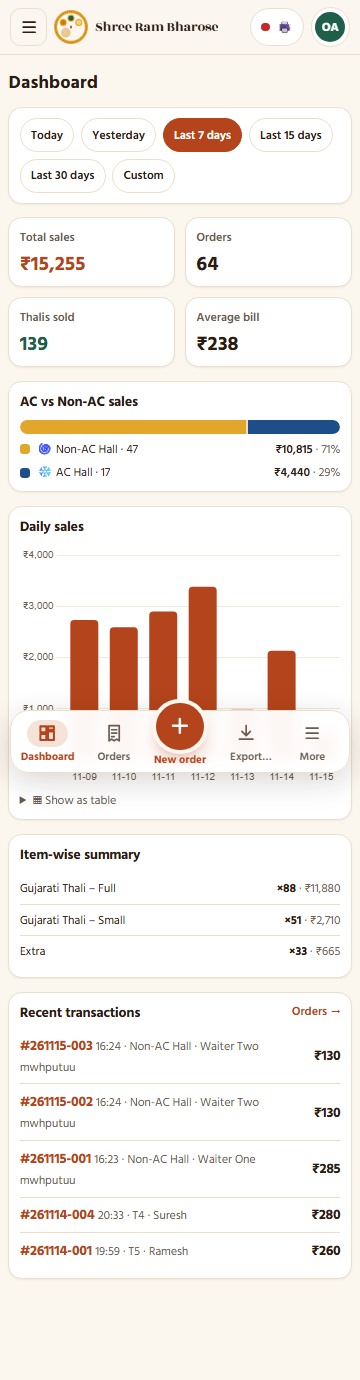 Shree Ram Bharose
OA
Dashboard
Today
Yesterday
Last 7 days
Last 15 days
Last 30 days
Custom
Total sales
₹15,255
Orders
64
Thalis sold
139
Average bill
₹238
AC vs Non-AC sales
Non-AC Hall · 47
₹10,815 · 71%
AC Hall · 17
₹4,440 · 29%
Daily sales
₹4,000
₹3,000
₹2,000
₹1,000
Dashboard
Orders
New order
Export…
More
11-09
11-10
11-11
11-12
11-13
11-14
11-15
Show as table
Item-wise summary
Gujarati Thali – Full
×88 · ₹11,880
Gujarati Thali – Small
×51 · ₹2,710
Extra
×33 · ₹665
Recent transactions
Orders →
#261115-003 16:24 · Non-AC Hall · Waiter Two
mwhputuu
₹130
#261115-002 16:24 · Non-AC Hall · Waiter Two
mwhputuu
₹130
#261115-001 16:23 · Non-AC Hall · Waiter One
mwhputuu
₹285
#261114-004 20:33 · T4 · Suresh
₹280
#261114-001 19:59 · T5 · Ramesh
₹260